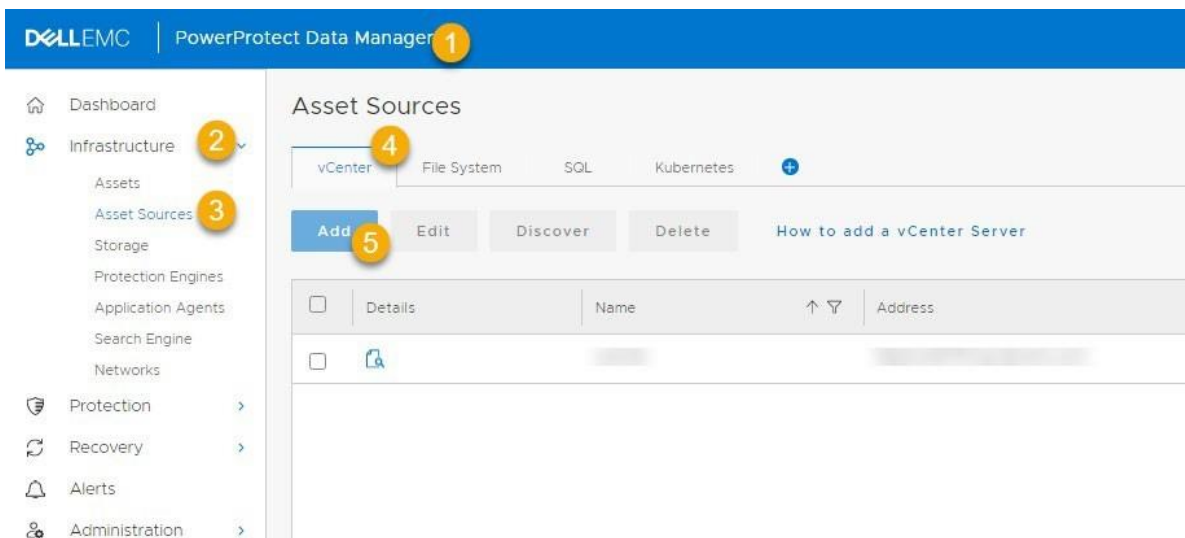 DELLEMC | PowerProtect Data Manager 1
Dashboard
Infrastructure 2
Assets
Asset Sources 3
Storage
Protection Engines
Application Agents
Search Engine
Networks
Protection
Recovery
Alerts
Administration
Asset Sources
4
vCenter File System SQL Kubernetes
Add 5 Edit Discover Delete How to add a vCenter Server
Details Name Address